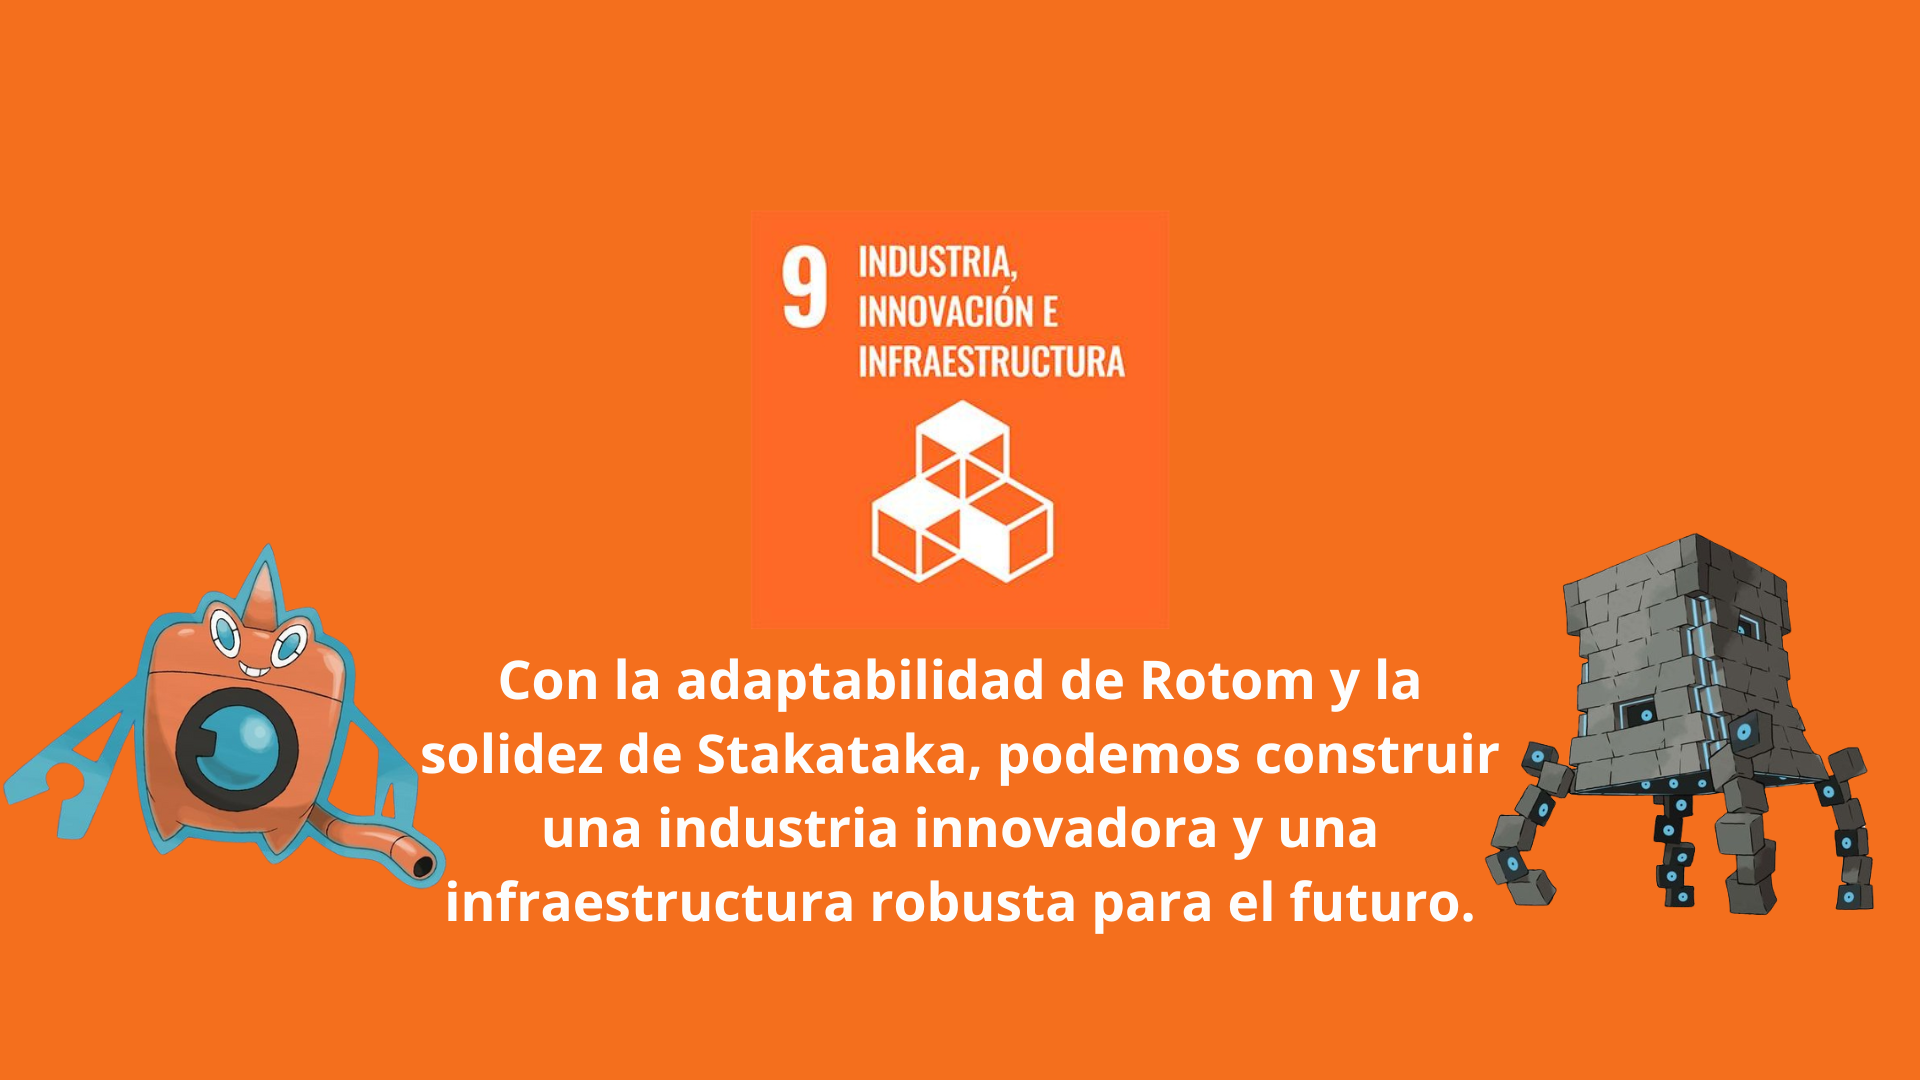 9
INDUSTRIA,
INNOVACIÓN E
INFRAESTRUCTURA
Con la adaptabilidad de Rotom y la
solidez de Stakataka, podemos construir
una industria innovadora y una
infraestructura robusta para el futuro.